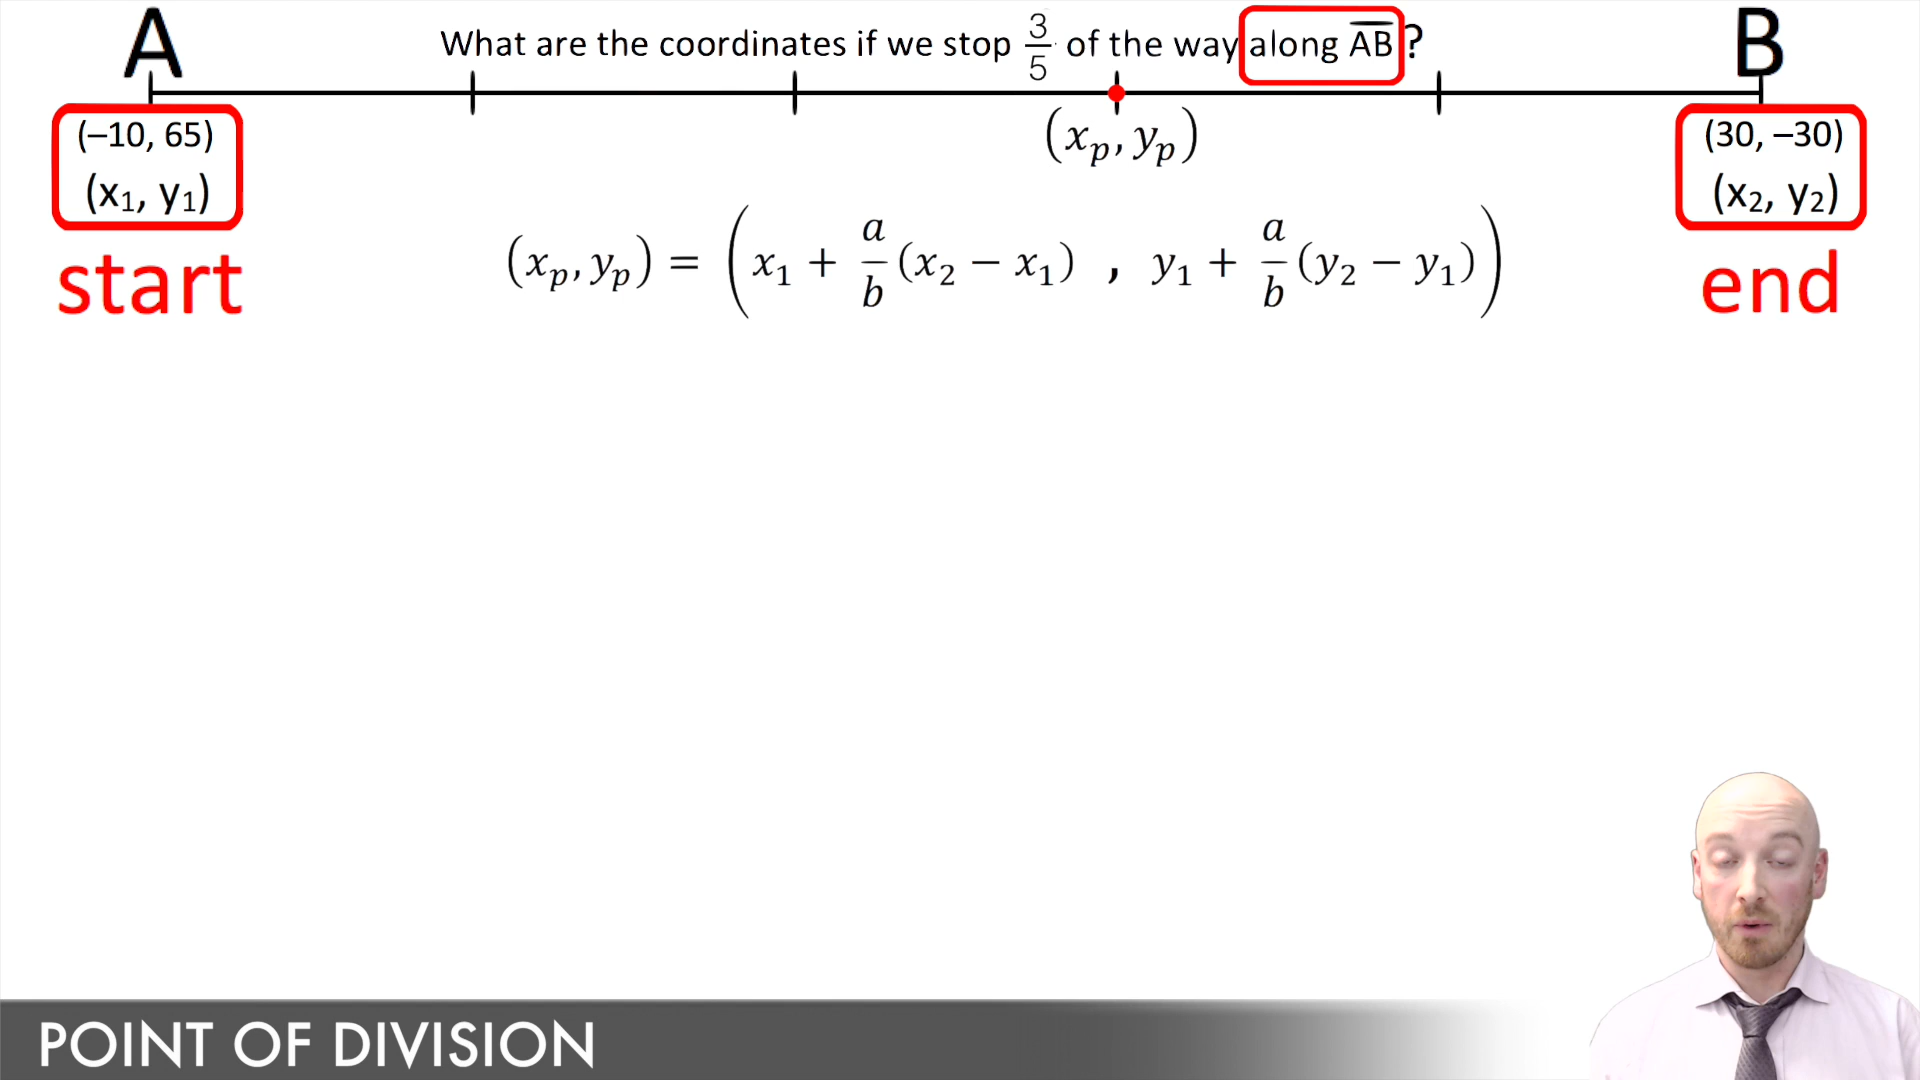 A What are the coordinates if we stop 3/5 of the way along AB̅ ? B
(–10, 65) (xₚ, yₚ) (30, –30)
(x₁, y₁) (x₂, y₂)
start (xₚ, yₚ) = (x₁ + a/b (x₂ − x₁) , y₁ + a/b (y₂ − y₁)) end
POINT OF DIVISION